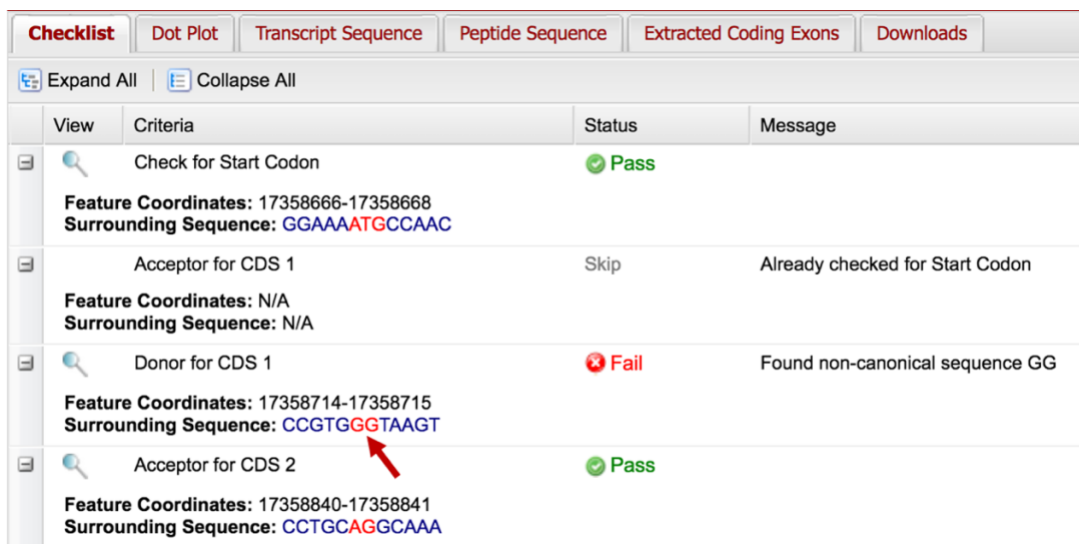 Checklist Dot Plot Transcript Sequence Peptide Sequence Extracted Coding Exons Downloads
Expand All Collapse All
View Criteria Status Message
Check for Start Codon Pass
Feature Coordinates: 17358666-17358668
Surrounding Sequence: GGAAAATGCCAAC
Acceptor for CDS 1 Skip Already checked for Start Codon
Feature Coordinates: N/A
Surrounding Sequence: N/A
Donor for CDS 1 Fail Found non-canonical sequence GG
Feature Coordinates: 17358714-17358715
Surrounding Sequence: CCGTGGGTAAGT
Acceptor for CDS 2 Pass
Feature Coordinates: 17358840-17358841
Surrounding Sequence: CCTGCAGGCAAA